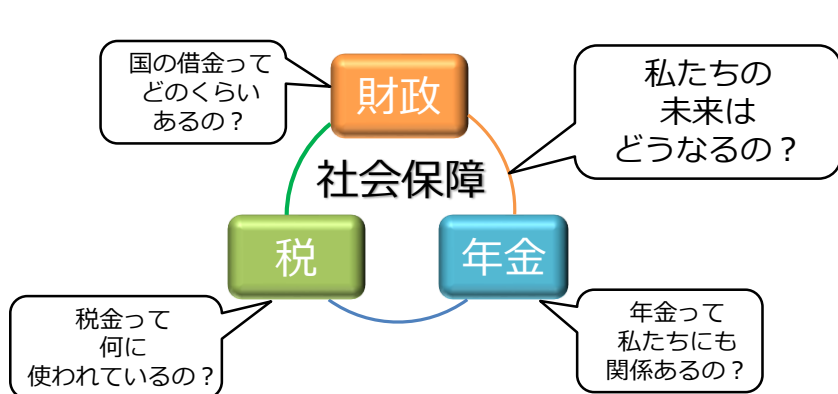 国の借金って
どのくらい
あるの？
財政
私たちの
未来は
どうなるの？
社会保障
税
年金
税金って
何に
使われているの？
年金って
私たちにも
関係あるの？